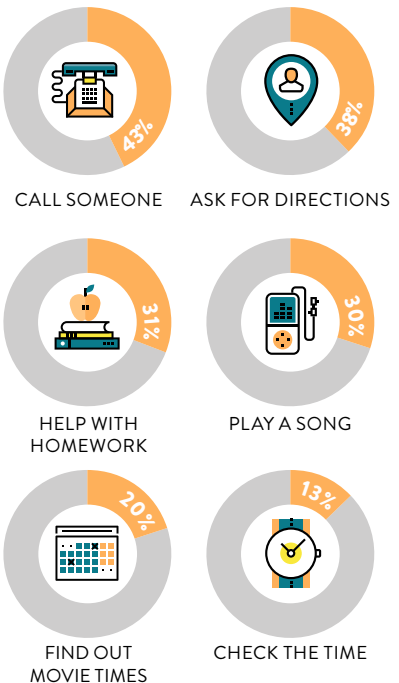 43%
CALL SOMEONE
38%
ASK FOR DIRECTIONS
31%
HELP WITH
HOMEWORK
30%
PLAY A SONG
20%
FIND OUT
MOVIE TIMES
13%
CHECK THE TIME